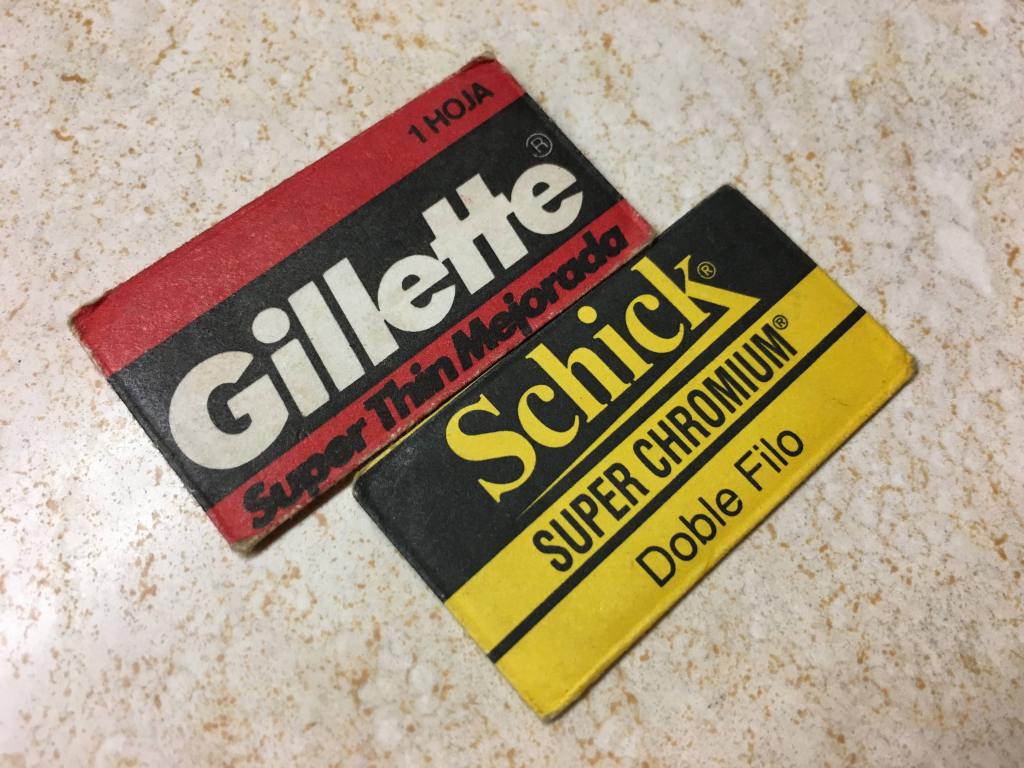 1 HOJA
Gillette®
Super Thin Mejorada
Schick®
SUPER CHROMIUM®
Doble Filo